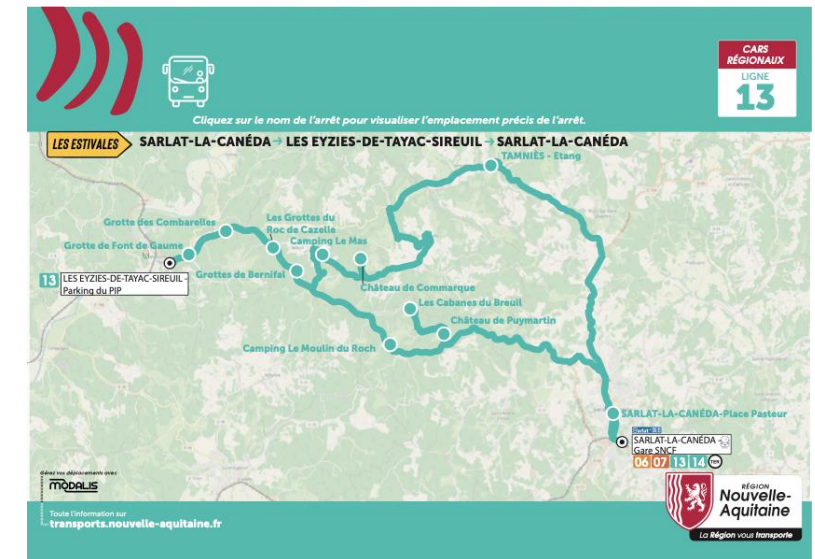 CARS
RÉGIONAUX
LIGNE
13
Cliquez sur le nom de l'arrêt pour visualiser l'emplacement précis de l'arrêt.
LES ESTIVALES
SARLAT-LA-CANÉDA → LES EYZIES-DE-TAYAC-SIREUIL → SARLAT-LA-CANÉDA
TAMNIÈS - Etang
Grotte des Combarelles
Les Grottes du
Roc de Cazelle
Camping Le Mas
Grotte de Font de Gaume
Grottes de Bernifal
13
LES EYZIES-DE-TAYAC-SIREUIL -
Parking du PIP
Château de Commarque
Les Cabanes du Breuil
Château de Puymartin
Camping Le Moulin du Roch
SARLAT-LA-CANÉDA-Place Pasteur
SARLAT-LA-CANÉDA -
Gare SNCF
06 07 13 14 TER
Gérez vos déplacements avec
MODALIS
Toute l'information sur
transports.nouvelle-aquitaine.fr
RÉGION
Nouvelle-
Aquitaine
La Région vous transporte